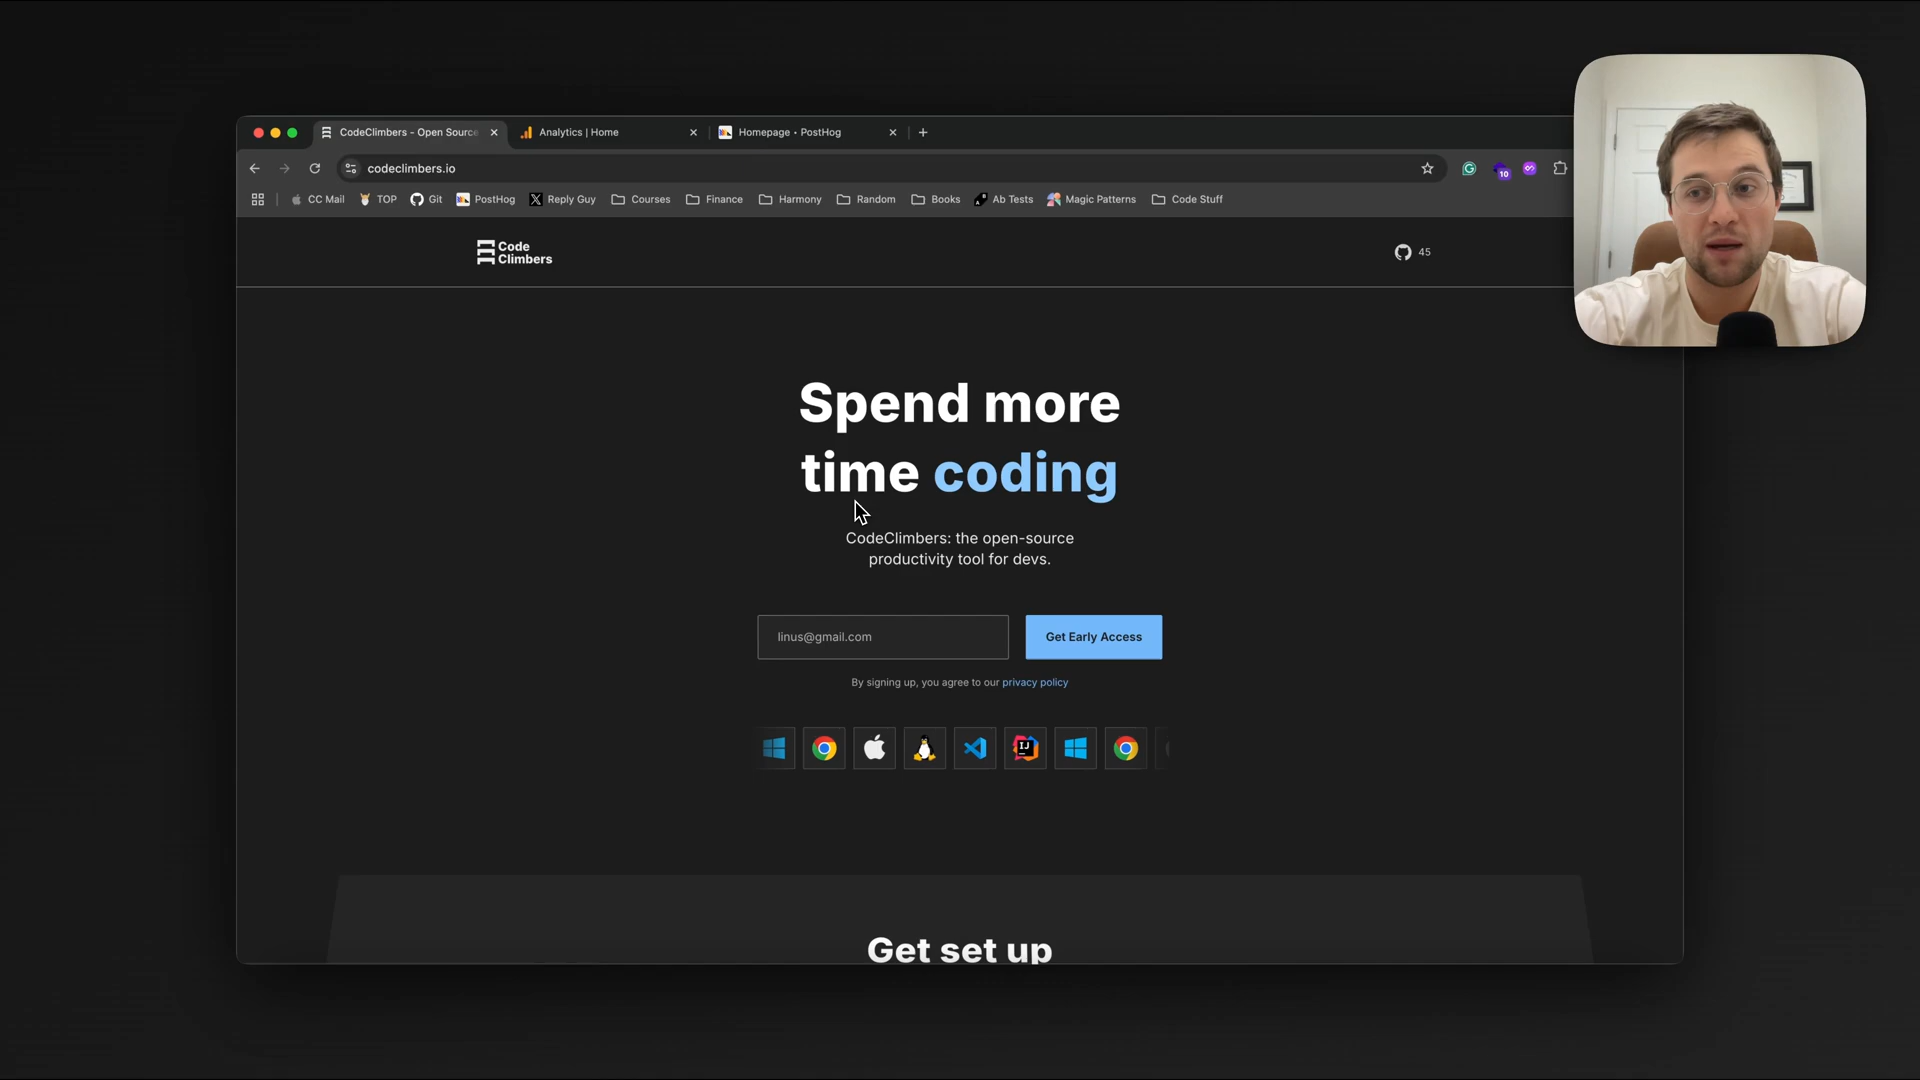 CodeClimbers - Open Source
Analytics | Home
Homepage • PostHog
codeclimbers.io
10
CC Mail
TOP
Git
PostHog
Reply Guy
Courses
Finance
Harmony
Random
Books
Ab Tests
Magic Patterns
Code Stuff
Code
Climbers
45
Spend more
time coding
CodeClimbers: the open-source
productivity tool for devs.
linus@gmail.com
Get Early Access
By signing up, you agree to our privacy policy
IJ
Get set up